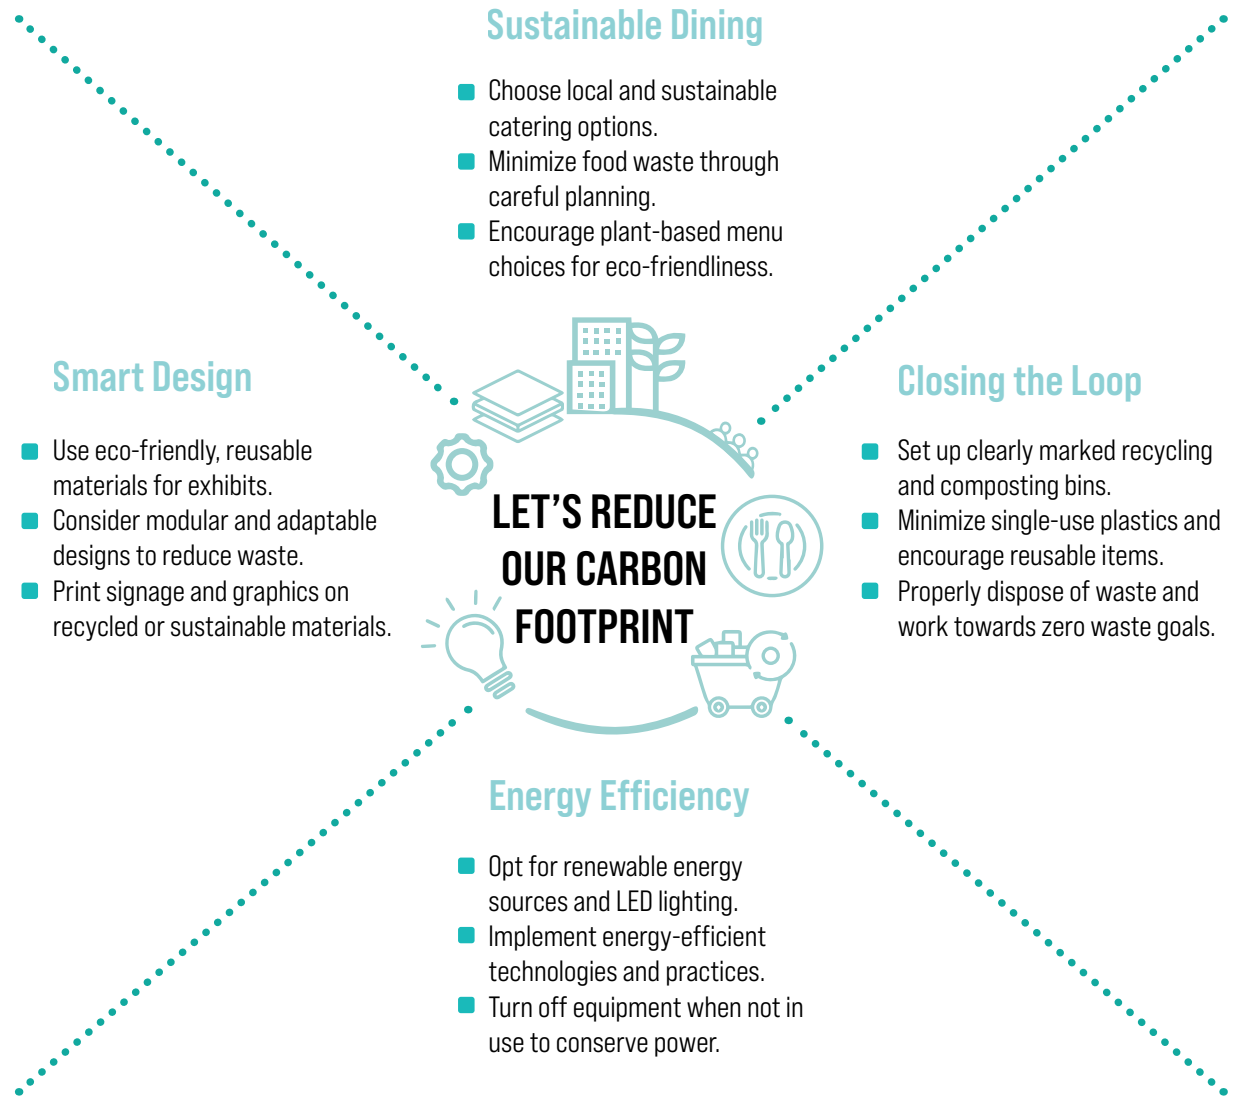 Sustainable Dining
Choose local and sustainable
catering options.
Minimize food waste through
careful planning.
Encourage plant-based menu
choices for eco-friendliness.
Smart Design
Use eco-friendly, reusable
materials for exhibits.
Consider modular and adaptable
designs to reduce waste.
Print signage and graphics on
recycled or sustainable materials.
LET’S REDUCE
OUR CARBON
FOOTPRINT
Closing the Loop
Set up clearly marked recycling
and composting bins.
Minimize single-use plastics and
encourage reusable items.
Properly dispose of waste and
work towards zero waste goals.
Energy Efficiency
Opt for renewable energy
sources and LED lighting.
Implement energy-efficient
technologies and practices.
Turn off equipment when not in
use to conserve power.